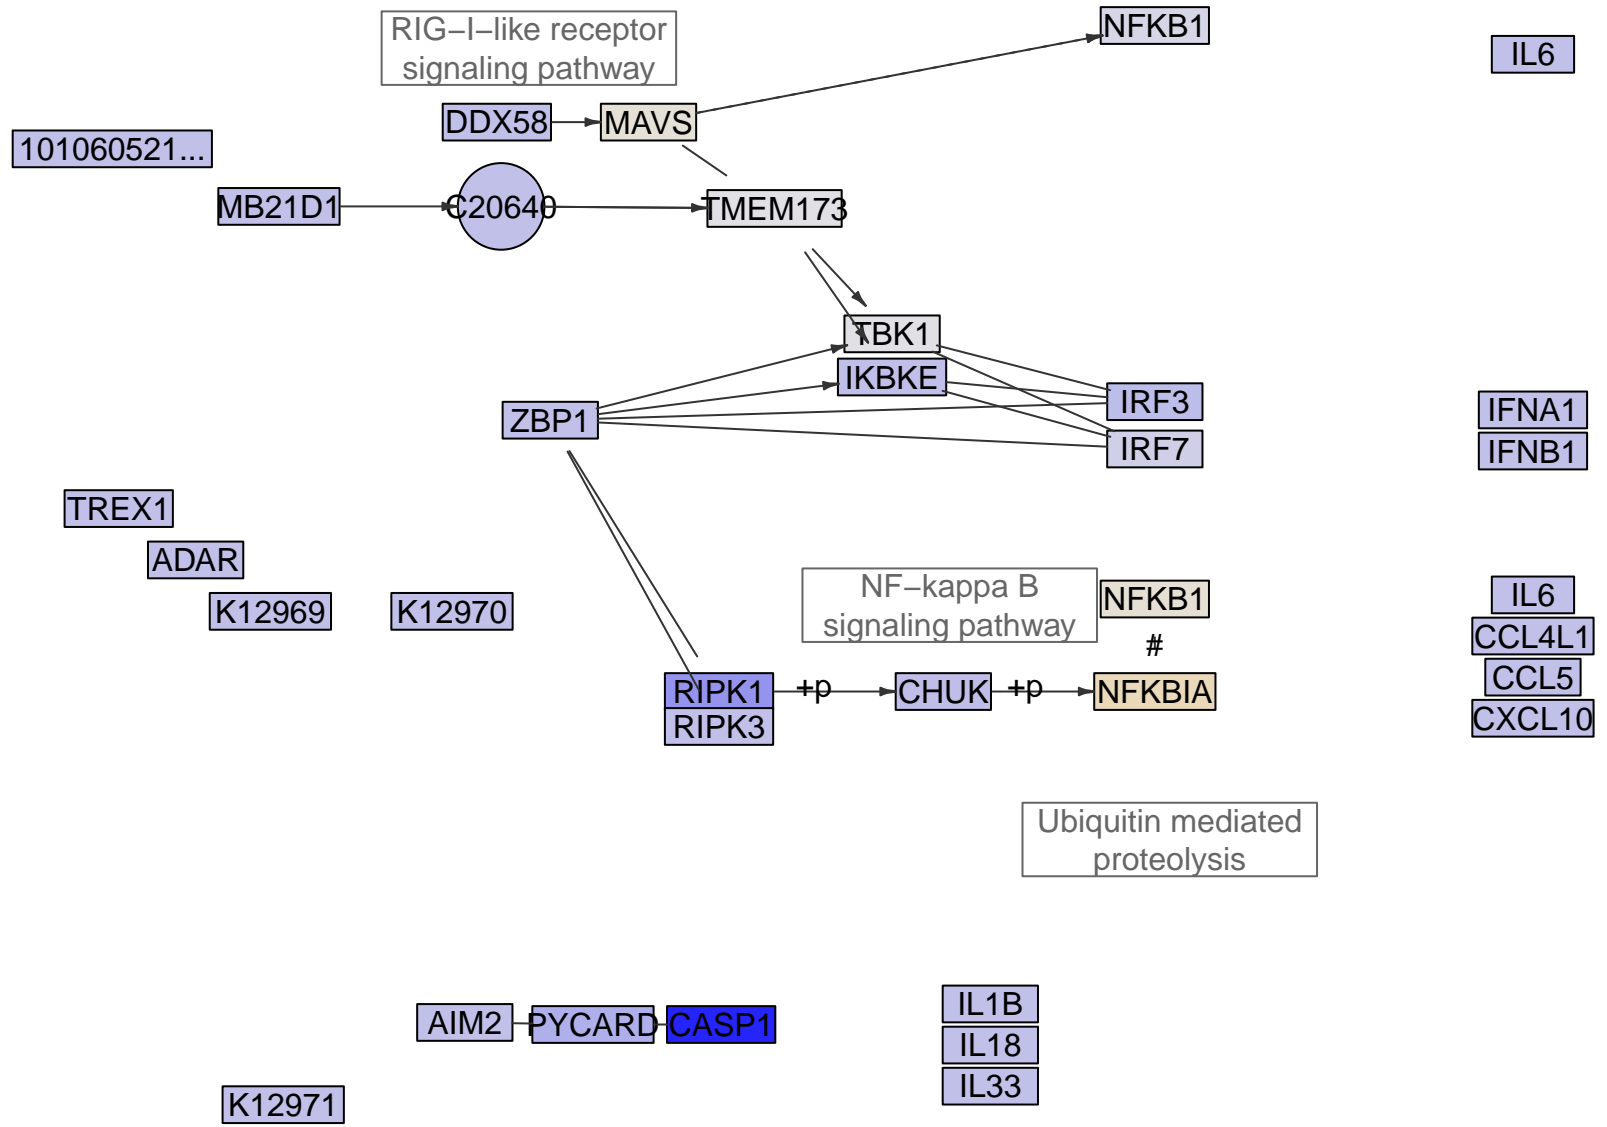 RIG−I−like receptor
signaling pathway
NFKB1
IL6
DDX58
MAVS
101060521...
MB21D1
C20640
TMEM173
TBK1
IKBKE
ZBP1
IRF3
IRF7
IFNA1
IFNB1
TREX1
ADAR
K12969
K12970
NF−kappa B
signaling pathway
NFKB1
#
IL6
CCL4L1
CCL5
CXCL10
RIPK1
+p
CHUK
+p
NFKBIA
RIPK3
Ubiquitin mediated
proteolysis
AIM2
PYCARD
CASP1
IL1B
IL18
IL33
K12971